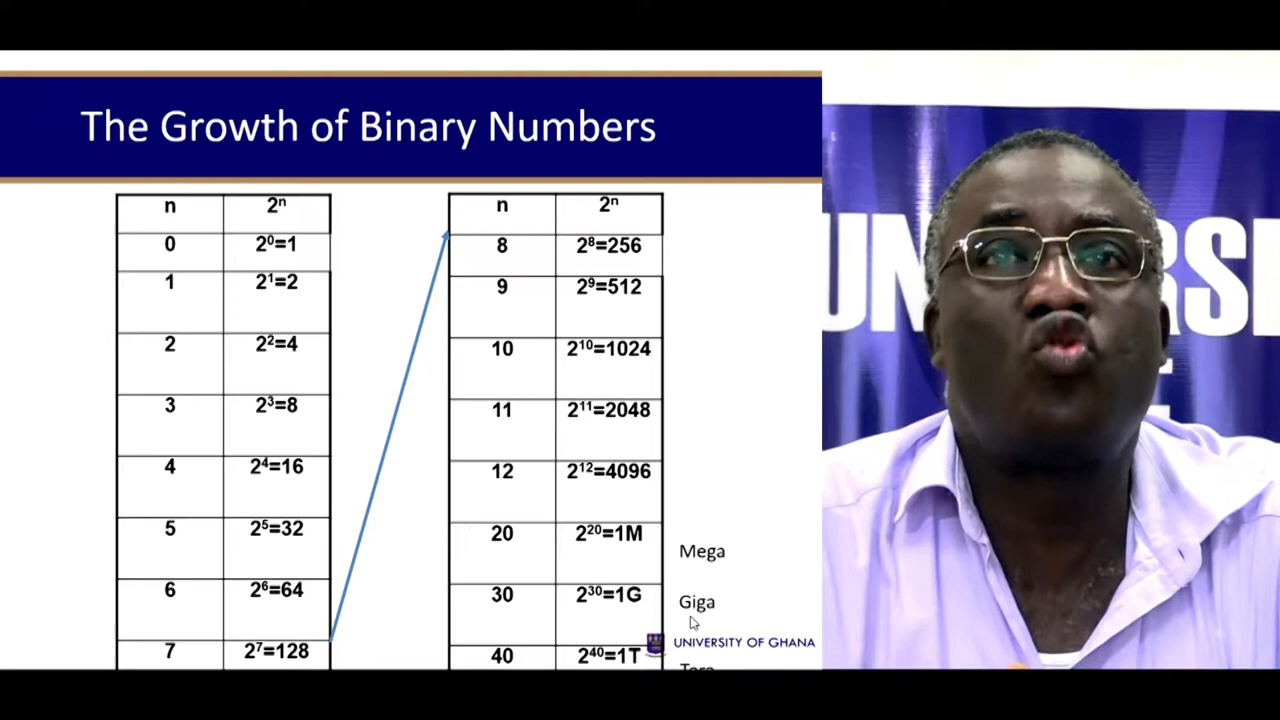 The Growth of Binary Numbers
n 2ⁿ
0 2⁰=1
1 2¹=2
2 2²=4
3 2³=8
4 2⁴=16
5 2⁵=32
6 2⁶=64
7 2⁷=128
n 2ⁿ
8 2⁸=256
9 2⁹=512
10 2¹⁰=1024
11 2¹¹=2048
12 2¹²=4096
20 2²⁰=1M
30 2³⁰=1G
40 2⁴⁰=1T
Mega
Giga
UNIVERSITY OF GHANA